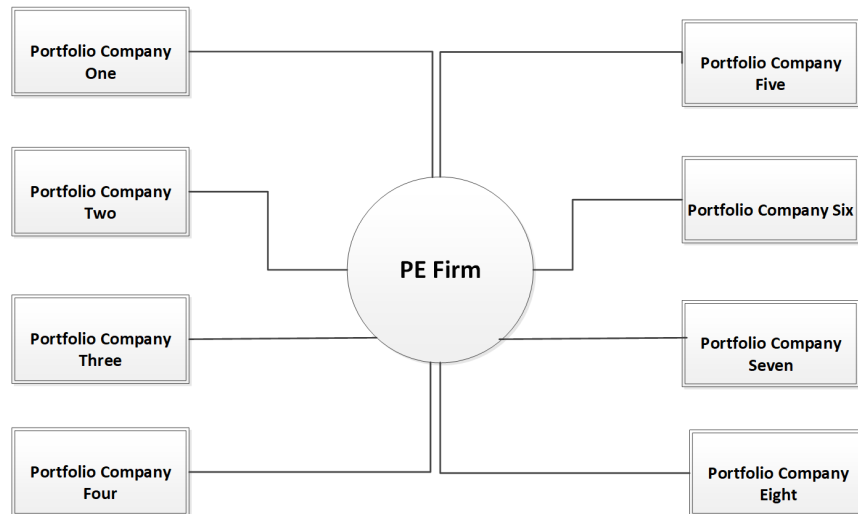 Portfolio Company
One
Portfolio Company
Two
Portfolio Company
Three
Portfolio Company
Four
PE Firm
Portfolio Company
Five
Portfolio Company Six
Portfolio Company
Seven
Portfolio Company
Eight